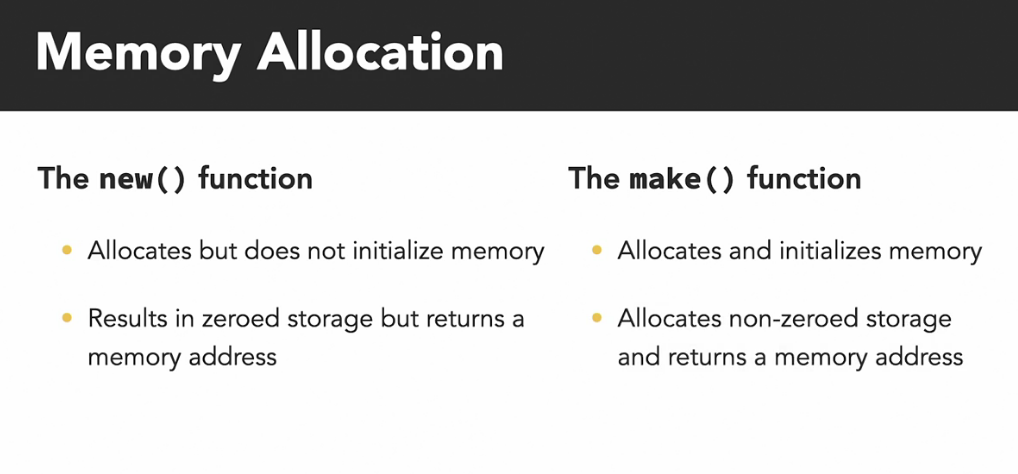 Memory Allocation
The new() function
• Allocates but does not initialize memory
• Results in zeroed storage but returns a
memory address
The make() function
• Allocates and initializes memory
• Allocates non-zeroed storage
and returns a memory address